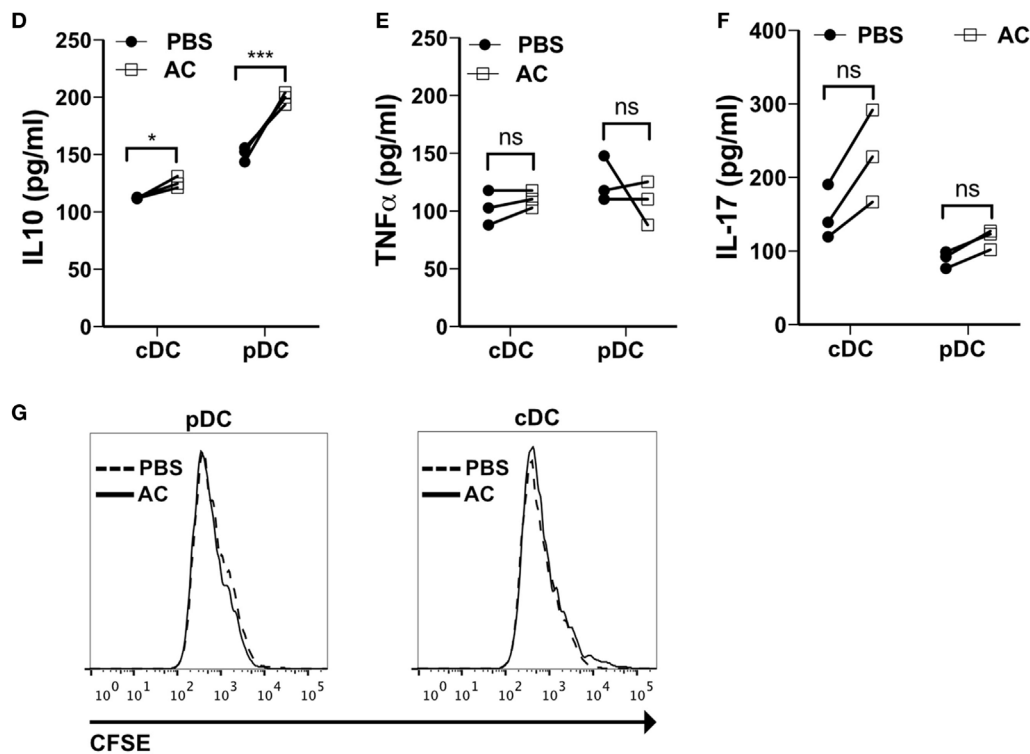 D
IL10 (pg/ml)
250
200
150
100
50
0
PBS
AC
*
***
cDC
pDC
E
TNFα (pg/ml)
250
200
150
100
50
0
PBS
AC
ns
ns
cDC
pDC
F
IL-17 (pg/ml)
400
300
200
100
0
PBS
AC
ns
ns
cDC
pDC
G
pDC
PBS
AC
10^0 10^1 10^2 10^3 10^4 10^5
cDC
PBS
AC
10^0 10^1 10^2 10^3 10^4 10^5
CFSE